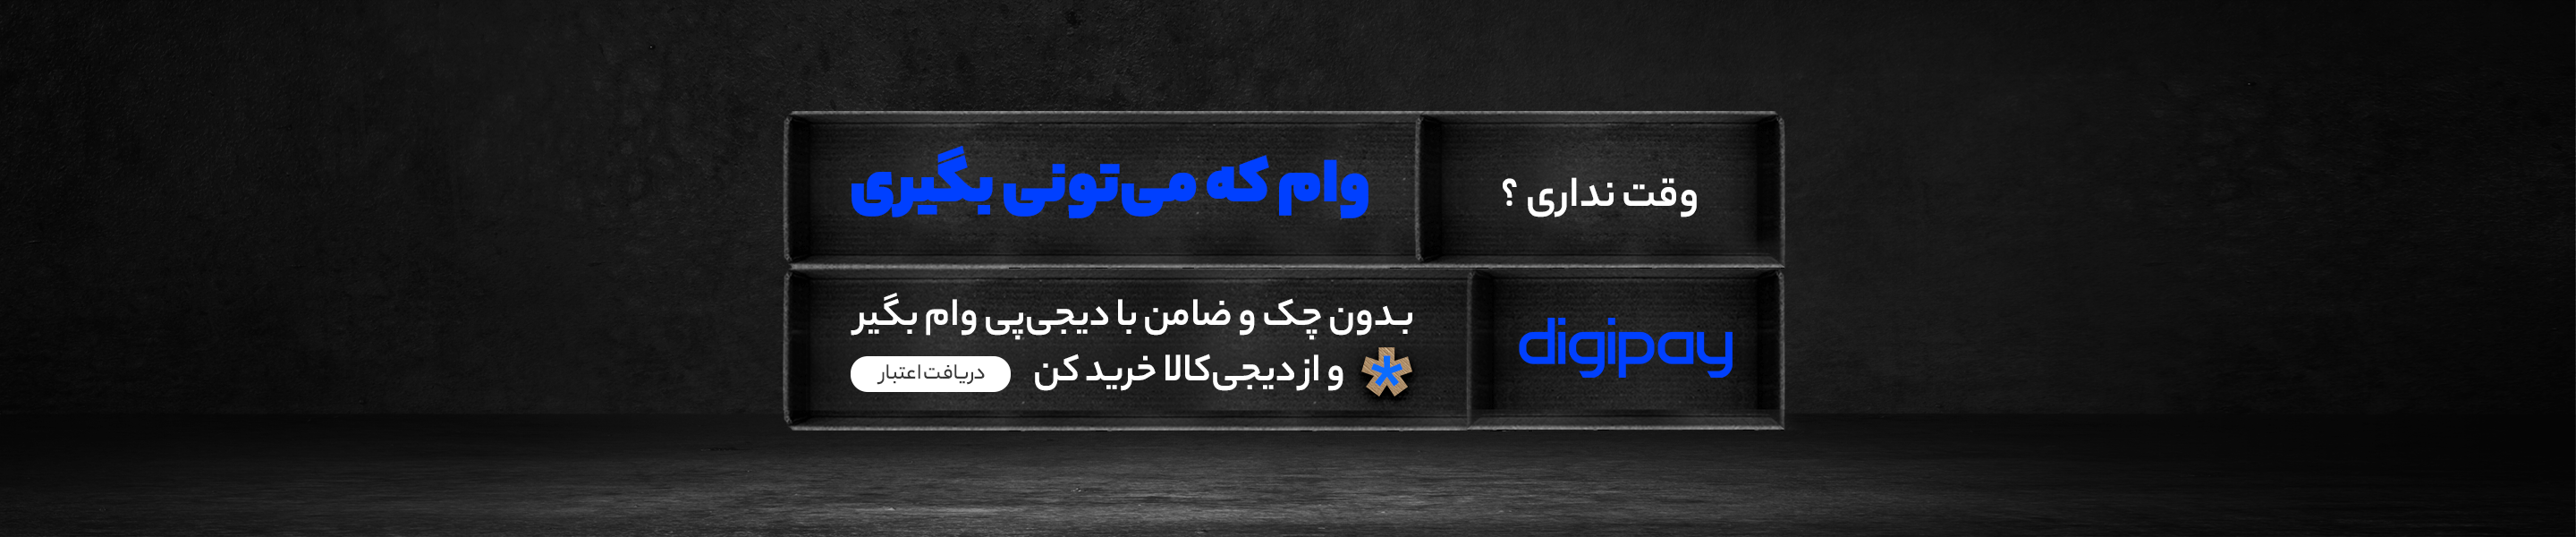 وقت نداری ؟
وام که می‌تونی بگیری
digipay
بدون چک و ضامن با دیجی‌پی وام بگیر
و از دیجی‌کالا خرید کن
دریافت اعتبار